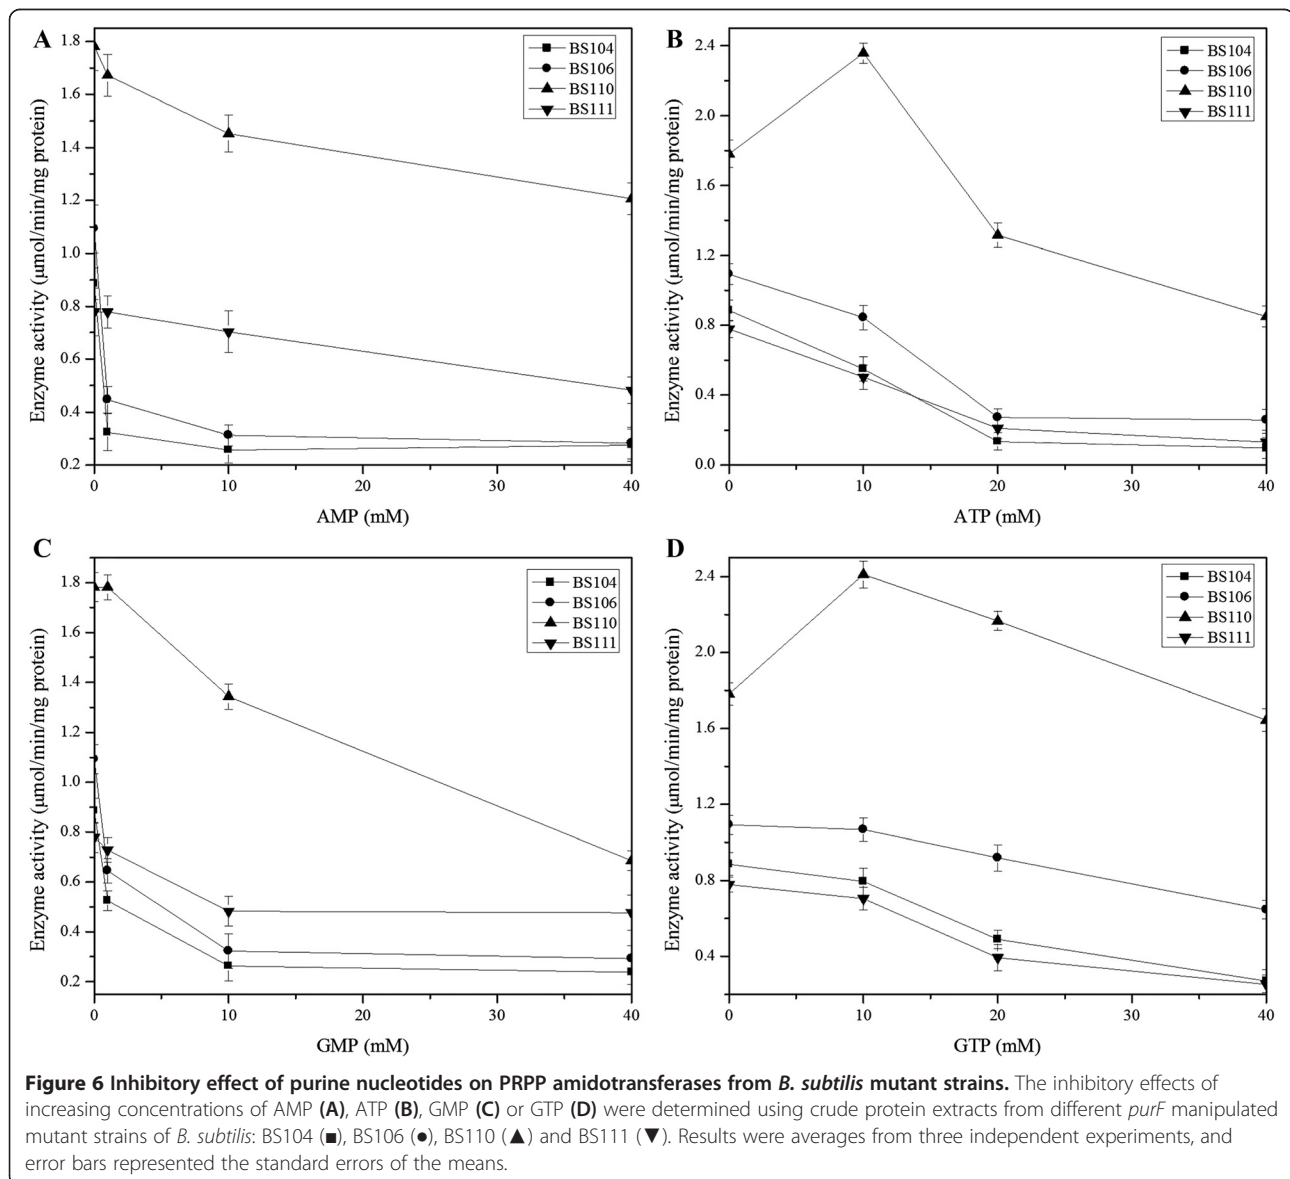 A
1.8
1.6
1.4
1.2
1.0
0.8
0.6
0.4
0.2
0
10
20
30
40
Enzyme activity (μmol/min/mg protein)
AMP (mM)
BS104
BS106
BS110
BS111
B
2.4
2.0
1.6
1.2
0.8
0.4
0.0
0
10
20
30
40
Enzyme activity (μmol/min/mg protein)
ATP (mM)
BS104
BS106
BS110
BS111
C
1.8
1.6
1.4
1.2
1.0
0.8
0.6
0.4
0.2
0
10
20
30
40
Enzyme activity (μmol/min/mg protein)
GMP (mM)
BS104
BS106
BS110
BS111
D
2.4
2.0
1.6
1.2
0.8
0.4
0
10
20
30
40
Enzyme activity (μmol/min/mg protein)
GTP (mM)
BS104
BS106
BS110
BS111
Figure 6 Inhibitory effect of purine nucleotides on PRPP amidotransferases from B. subtilis mutant strains. The inhibitory effects of
increasing concentrations of AMP (A), ATP (B), GMP (C) or GTP (D) were determined using crude protein extracts from different purF manipulated
mutant strains of B. subtilis: BS104 (■), BS106 (●), BS110 (▲) and BS111 (▼). Results were averages from three independent experiments, and
error bars represented the standard errors of the means.